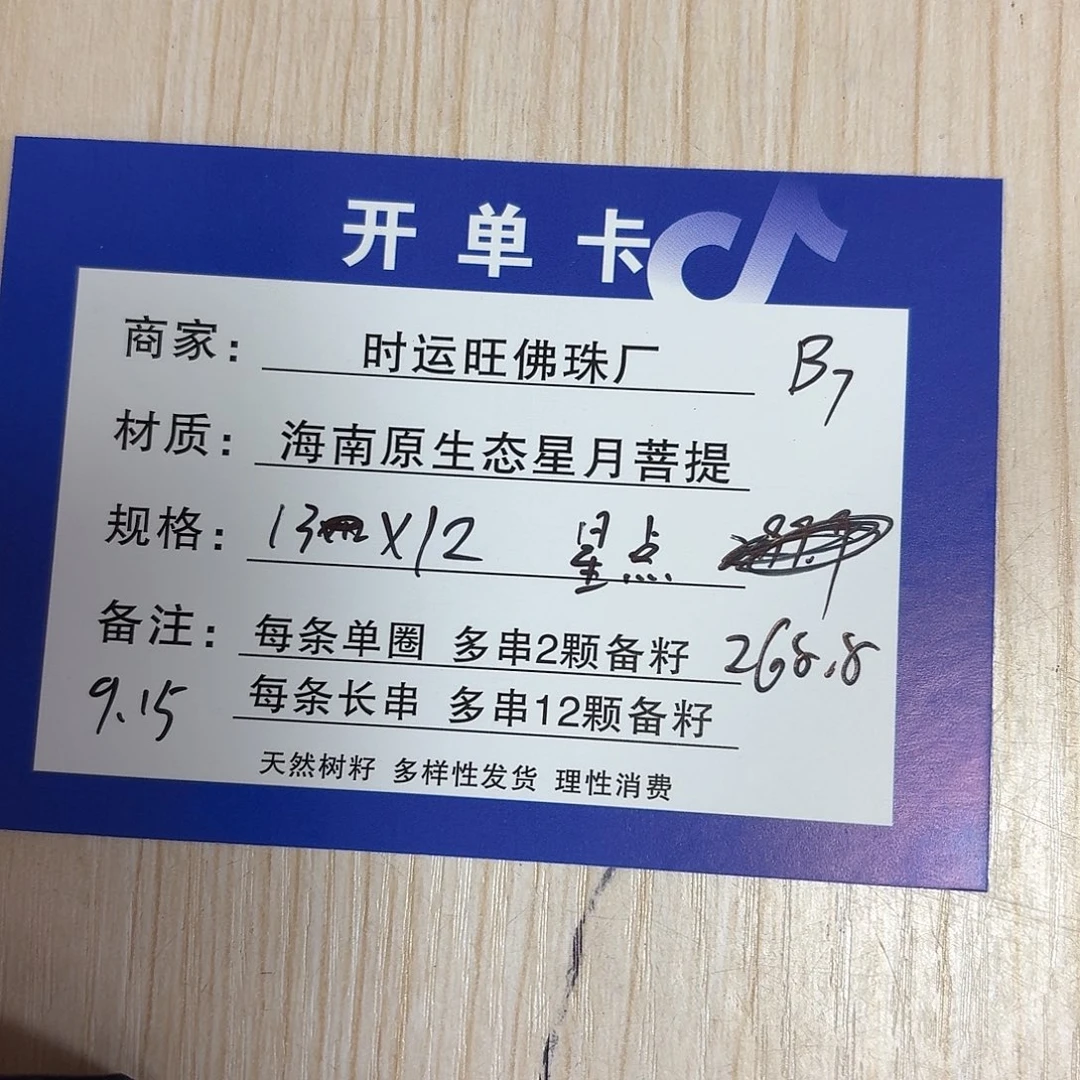 开单卡
商家： 时运旺佛珠厂 B7
材质： 海南原生态星月菩提
规格： 13 X12 星点
备注： 每条单圈 多串2颗备籽 268.8
9.15 每条长串 多串12颗备籽
天然树籽 多样性发货 理性消费